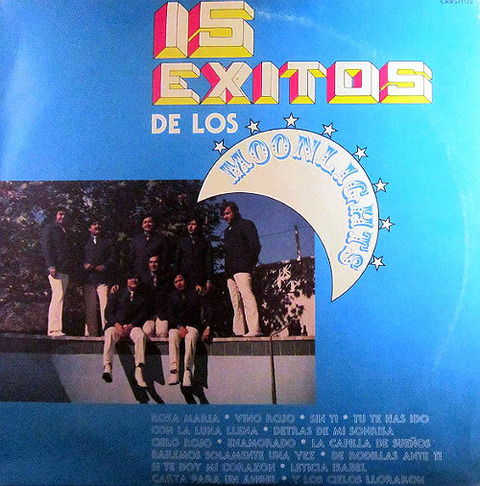 15
EXITOS
DE LOS
MOONLIGHTS
ROSA MARIA • VINO ROJO • SIN TI • TU TE HAS IDO
CON LA LUNA LLENA • DETRAS DE MI SONRISA
CIELO ROJO • ENAMORADO • LA CAPILLA DE SUEÑOS
BAILEMOS SOLAMENTE UNA VEZ • DE RODILLAS ANTE TI
SI TE DOY MI CORAZON • LETICIA ISABEL
CARTA PARA UN ANGEL • Y LOS CIELOS LLORARON